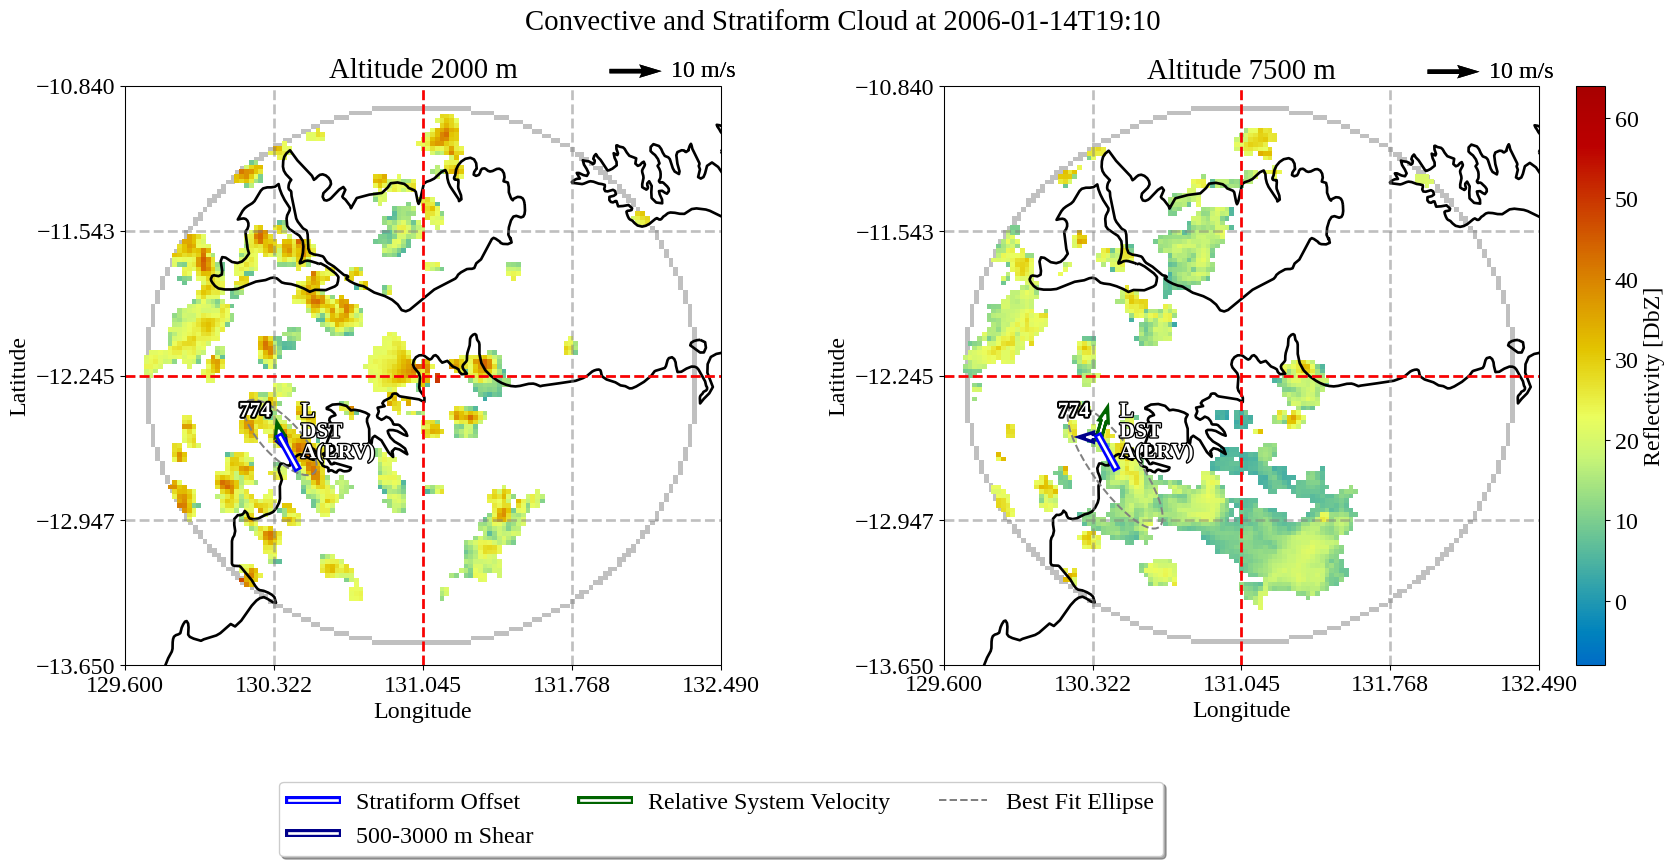 Convective and Stratiform Cloud at 2006-01-14T19:10
Altitude 2000 m
10 m/s
Altitude 7500 m
10 m/s
−10.840
−11.543
−12.245
−12.947
−13.650
Latitude
129.600
130.322
131.045
131.768
132.490
Longitude
774
L
DST
A(LRV)
−10.840
−11.543
−12.245
−12.947
−13.650
Latitude
129.600
130.322
131.045
131.768
132.490
Longitude
774
L
DST
A(LRV)
60
50
40
30
20
10
0
Reflectivity [DbZ]
Stratiform Offset
Relative System Velocity
Best Fit Ellipse
500-3000 m Shear